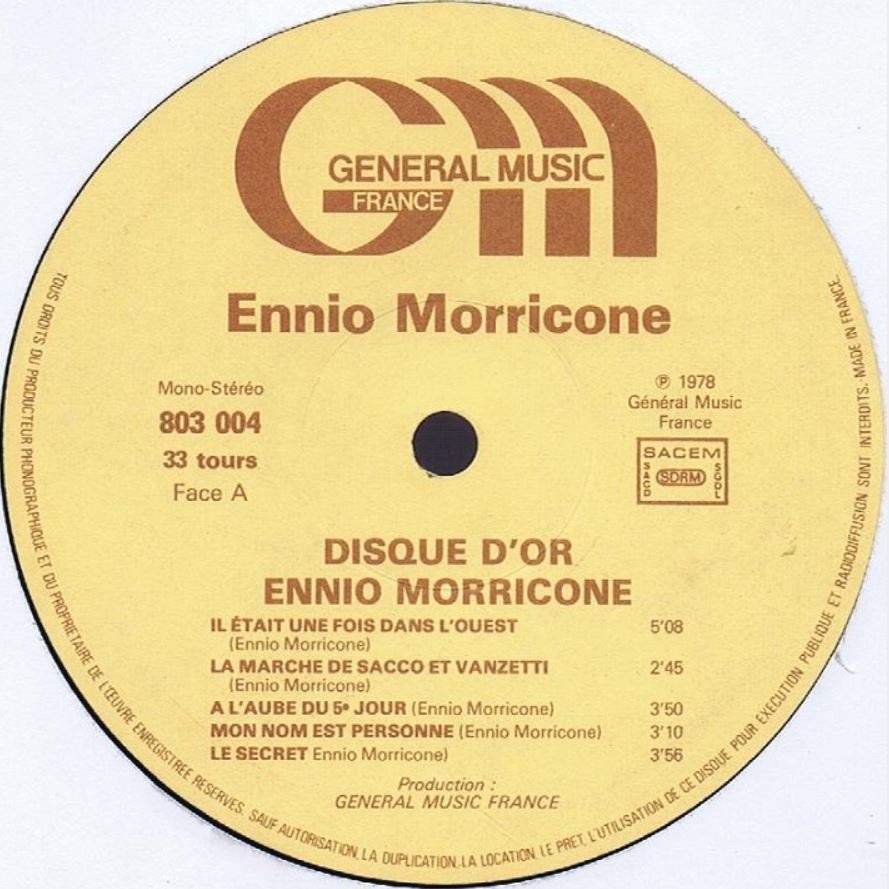 GENERAL MUSIC
FRANCE
Ennio Morricone
Mono-Stéréo
803 004
33 tours
Face A
℗ 1978
Général Music
France
SACEM
SACD
SDRM
SGDL
DISQUE D'OR
ENNIO MORRICONE
IL ÉTAIT UNE FOIS DANS L'OUEST 5'08
(Ennio Morricone)
LA MARCHE DE SACCO ET VANZETTI 2'45
(Ennio Morricone)
A L'AUBE DU 5e JOUR (Ennio Morricone) 3'50
MON NOM EST PERSONNE (Ennio Morricone) 3'10
LE SECRET Ennio Morricone) 3'56
Production :
GENERAL MUSIC FRANCE
TOUS DROITS DU PRODUCTEUR PHONOGRAPHIQUE ET DU PROPRIETAIRE DE L'ŒUVRE ENREGISTREE RESERVES. SAUF AUTORISATION, LA DUPLICATION, LA LOCATION, LE PRET, L'UTILISATION DE CE DISQUE POUR EXECUTION PUBLIQUE ET RADIODIFFUSION SONT INTERDITS. MADE IN FRANCE.